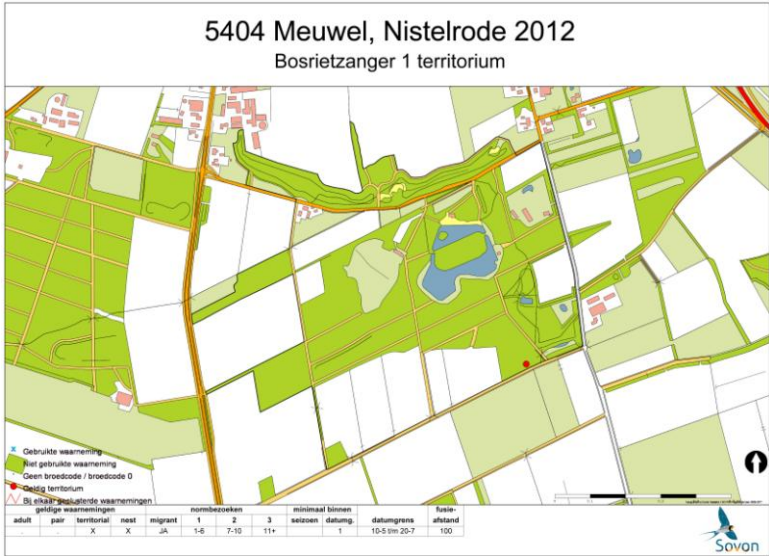 5404 Meuwel, Nistelrode 2012
Bosrietzanger 1 territorium
Gebruikte waarneming
Niet gebruikte waarneming
Geen broedcode / broedcode 0
Geldig territorium
Bij elkaar geplusterde waarnemingen
geldige waarnemingen normbezoeken minimaal binnen fusie-
adult pair territorial nest migrant 1 2 3 seizoen datumg. datumgrens afstand
. . X X JA 1-6 7-10 11+ 1 10-5 t/m 20-7 100
Sovon